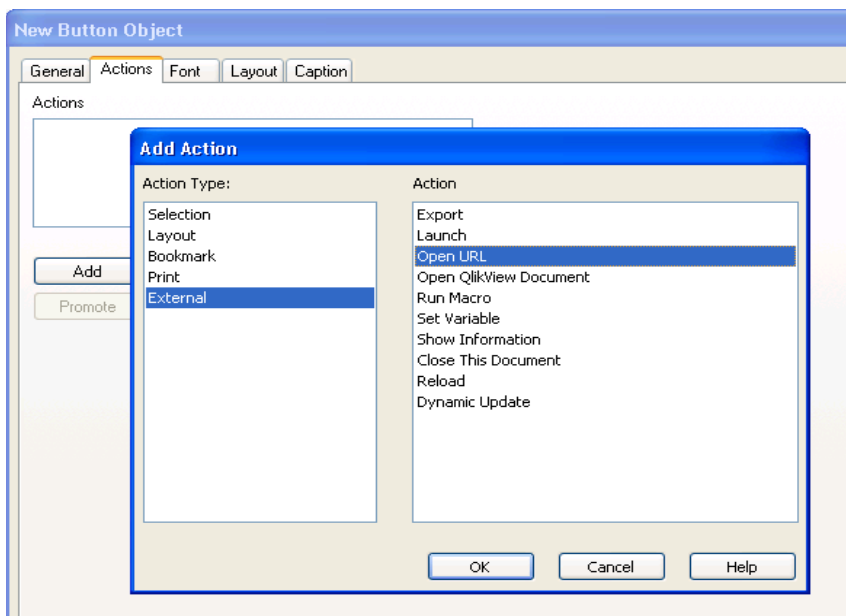 New Button Object
General Actions Font Layout Caption
Actions
Add Action
Action Type:
Selection
Layout
Bookmark
Print
External
Action
Export
Launch
Open URL
Open QlikView Document
Run Macro
Set Variable
Show Information
Close This Document
Reload
Dynamic Update
Add
Promote
OK Cancel Help